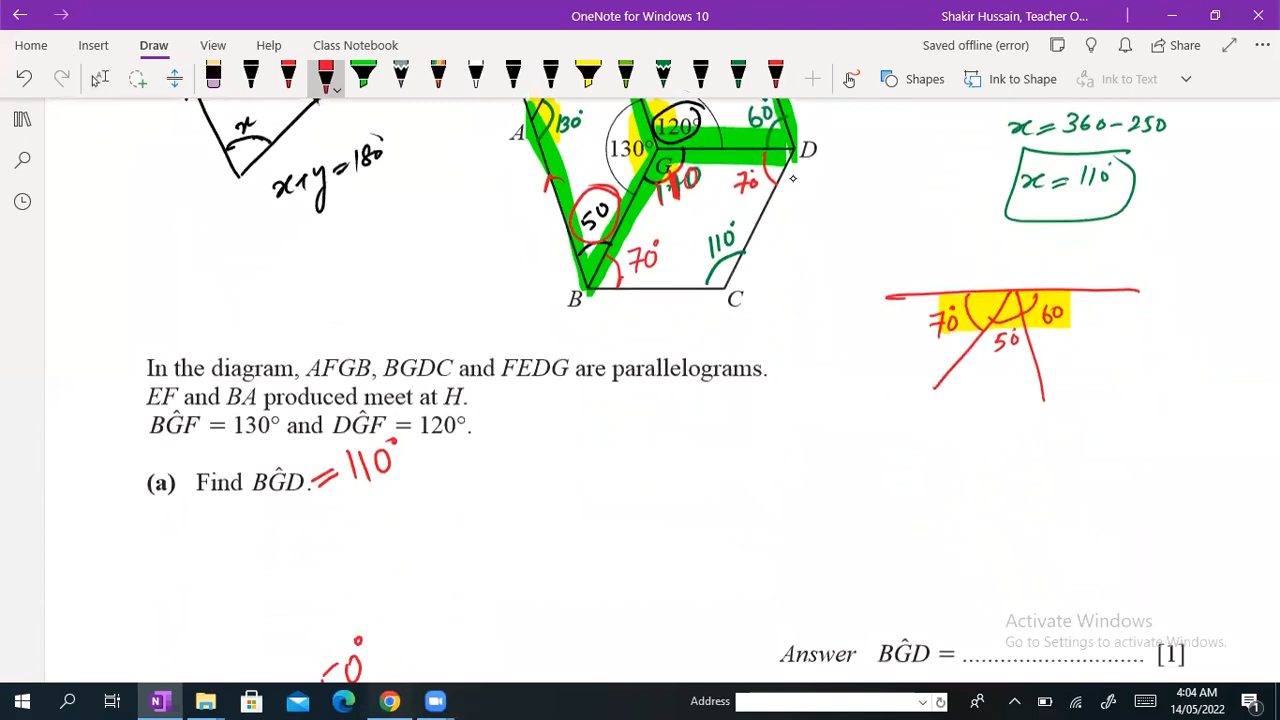 OneNote for Windows 10
Shakir Hussain, Teacher O...
Home Insert Draw View Help Class Notebook
Saved offline (error)
Share
Shapes
Ink to Shape
Ink to Text
x
x+y=180°
A
130°
120°
130°
G
110
60°
D
70°
50
70°
110°
B
C
x = 360-250
x = 110°
70°
50°
60
In the diagram, AFGB, BGDC and FEDG are parallelograms.
EF and BA produced meet at H.
BĜF = 130° and DĜF = 120°.
(a) Find BĜD. = 110°
Activate Windows
Go to Settings to activate Windows.
Answer BĜD = ............................... [1]
Address
4:04 AM
14/05/2022